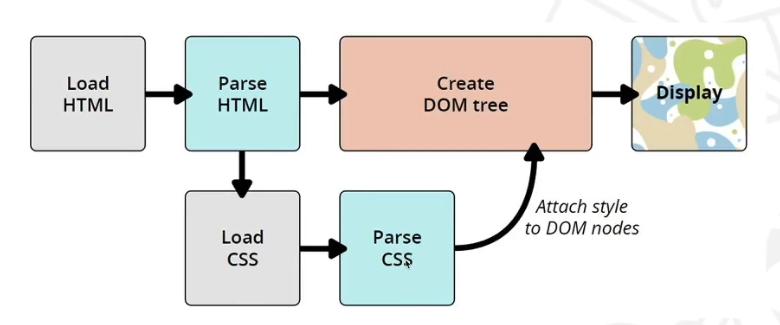 Load
HTML
Parse
HTML
Create
DOM tree
Display
Load
CSS
Parse
CSS
Attach style
to DOM nodes